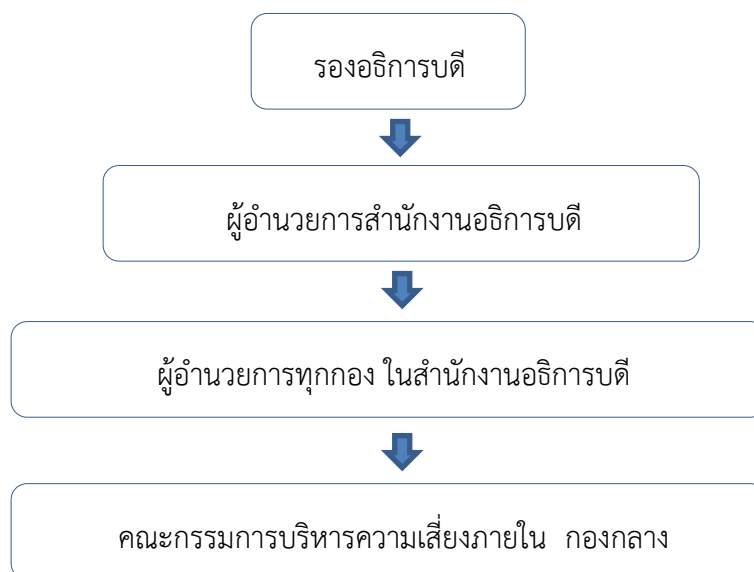 รองอธิการบดี
ผู้อำนวยการสำนักงานอธิการบดี
ผู้อำนวยการทุกกอง ในสำนักงานอธิการบดี
คณะกรรมการบริหารความเสี่ยงภายใน กองกลาง